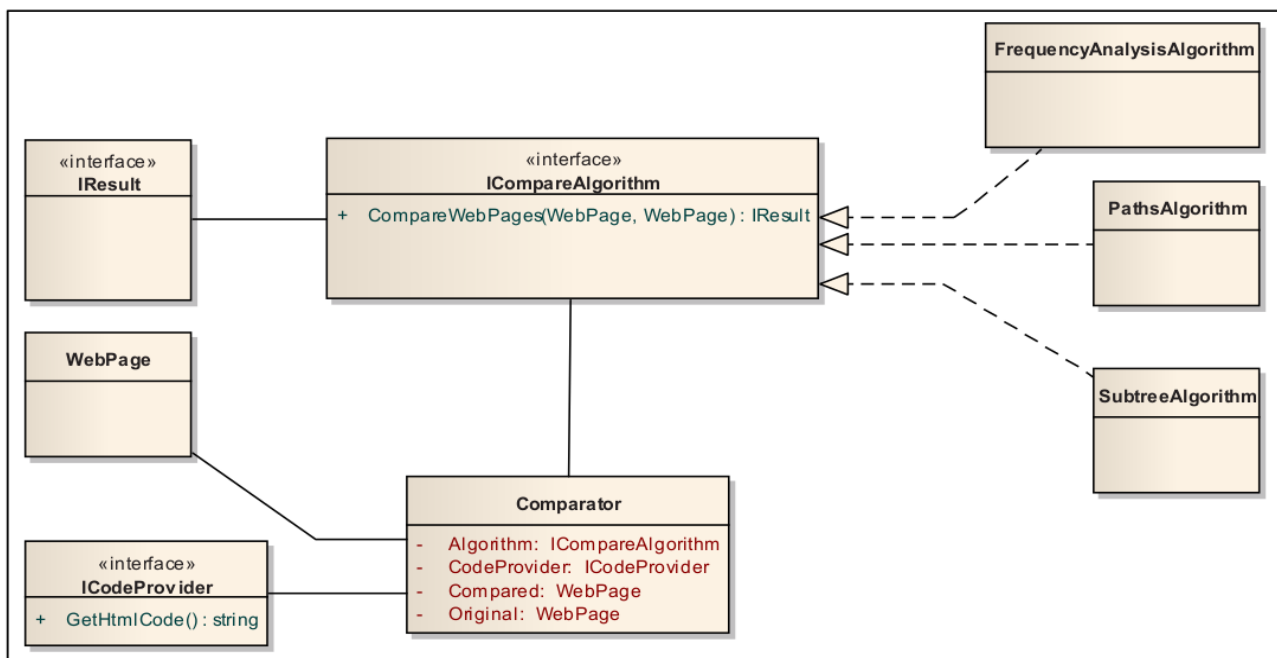 FrequencyAnalysisAlgorithm
«interface»
IResult
«interface»
ICompareAlgorithm
+ CompareWebPages(WebPage, WebPage) : IResult
PathsAlgorithm
WebPage
SubtreeAlgorithm
Comparator
- Algorithm: ICompareAlgorithm
- CodeProvider: ICodeProvider
- Compared: WebPage
- Original: WebPage
«interface»
ICodeProvider
+ GetHtmlCode() : string